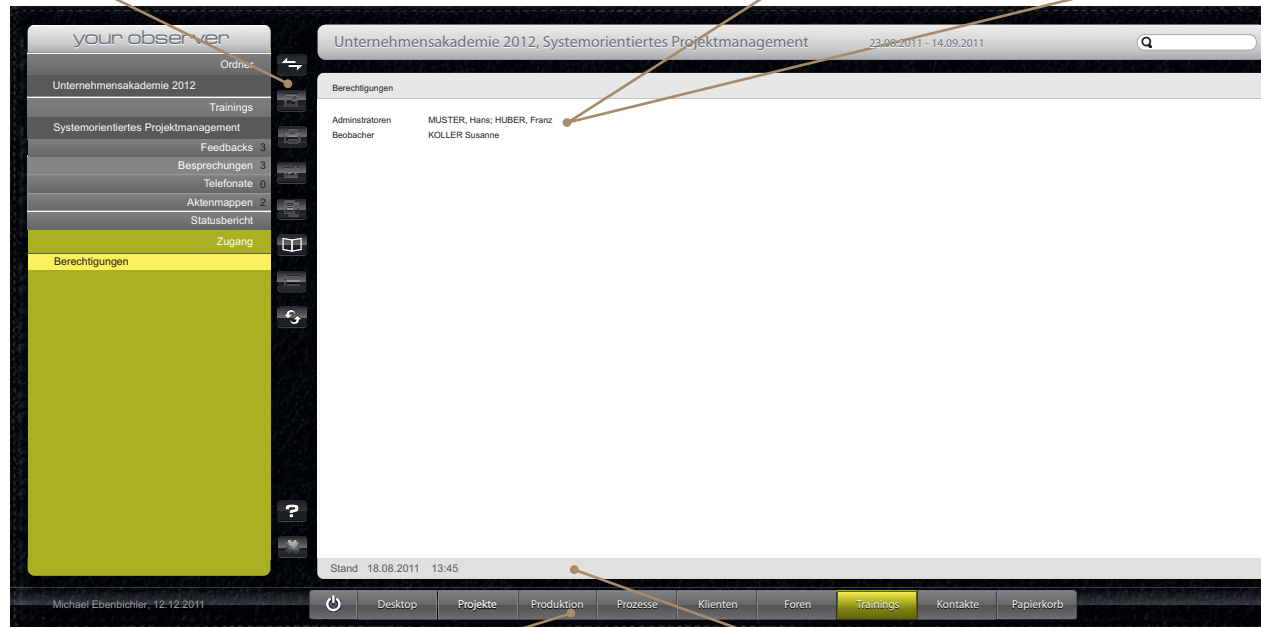 your observer
Ordner
Unternehmensakademie 2012
Trainings
Systemorientiertes Projektmanagement
Feedbacks 3
Besprechungen 3
Telefonate 0
Aktenmappen 2
Statusbericht
Zugang
Berechtigungen
Unternehmensakademie 2012, Systemorientiertes Projektmanagement 23.08.2011 - 14.09.2011
Berechtigungen
Adminstratoren MUSTER, Hans; HUBER, Franz
Beobacher KOLLER Susanne
?
Stand 18.08.2011 13:45
Michael Ebenbichler, 12.12.2011
Desktop Projekte Produktion Prozesse Klienten Foren Trainings Kontakte Papierkorb